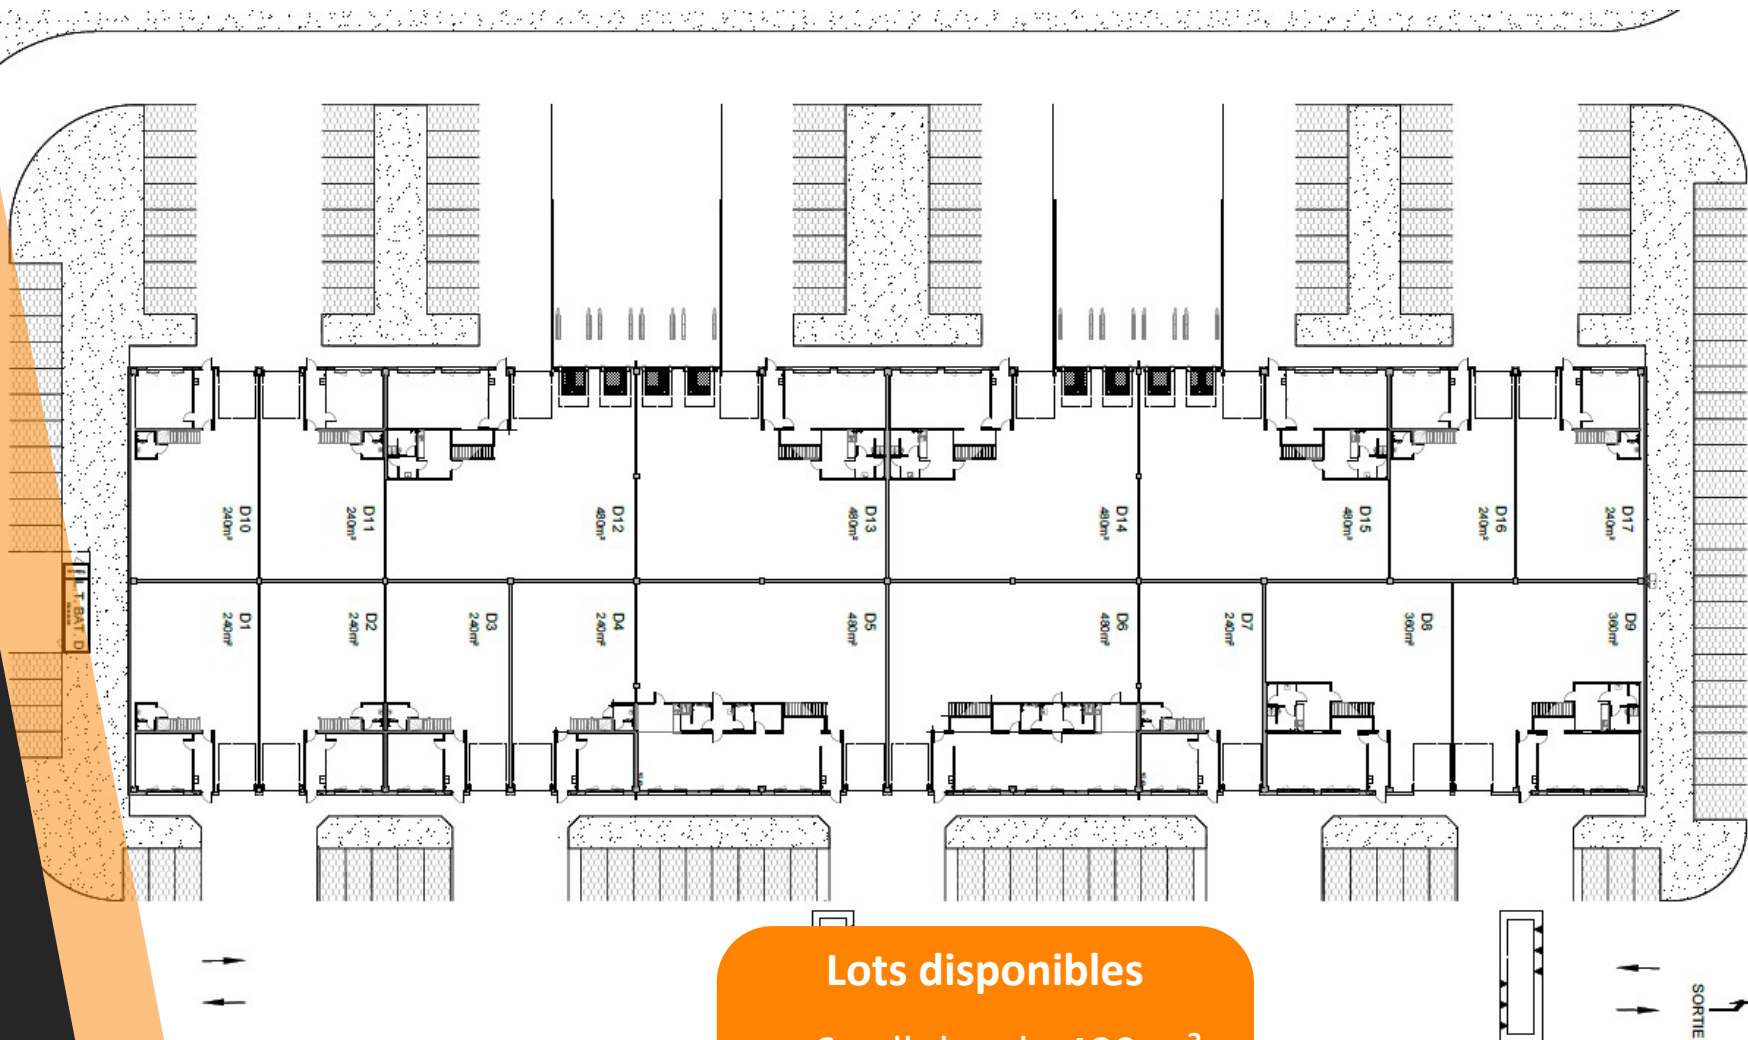 D10
240m²
D11
240m²
D12
480m²
D13
480m²
D14
480m²
D15
480m²
D16
240m²
D17
240m²
D1
240m²
D2
240m²
D3
240m²
D4
240m²
D5
480m²
D6
480m²
D7
240m²
D8
360m²
D9
360m²
L.T. BAT. D
Lots disponibles
SORTIE